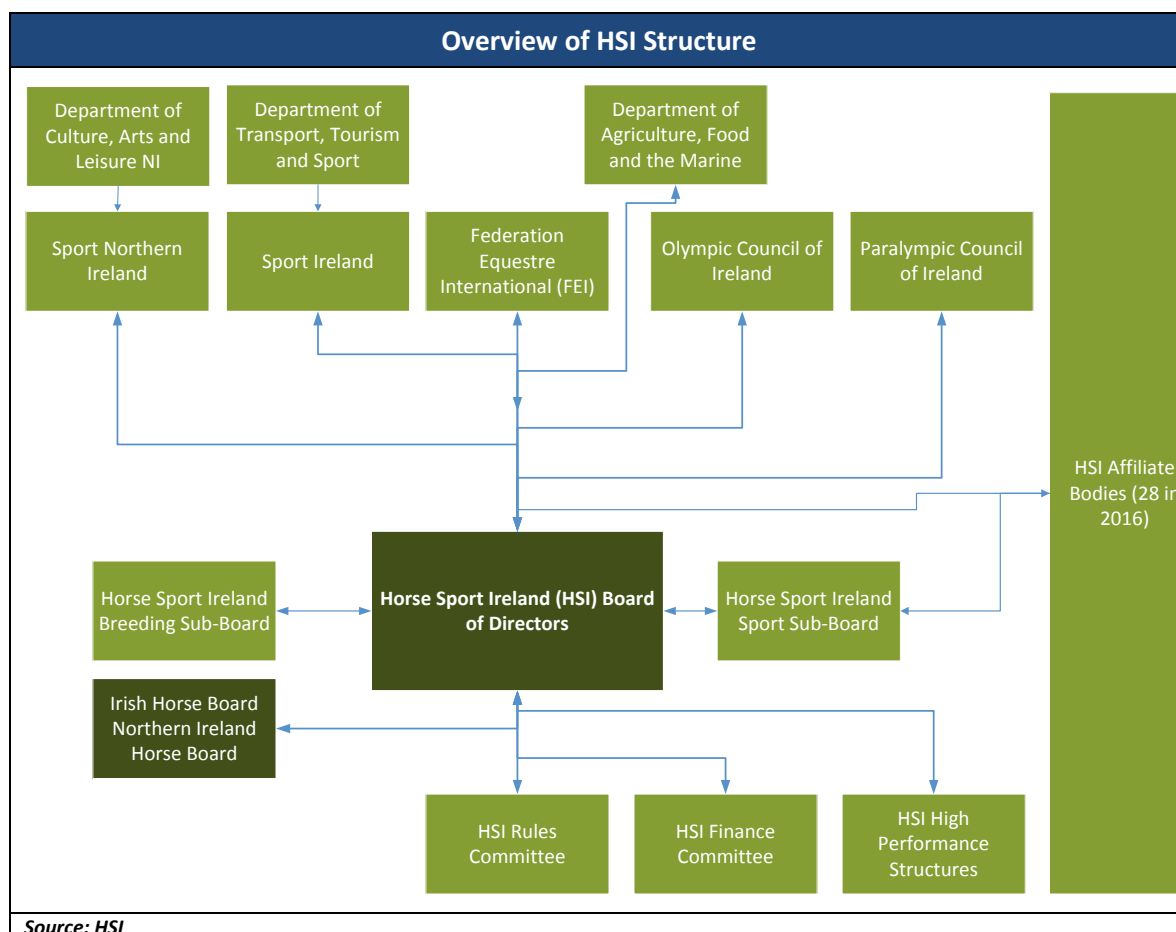 Overview of HSI Structure
Department of
Culture, Arts and
Leisure NI
Department of
Transport, Tourism
and Sport
Department of
Agriculture, Food
and the Marine
Sport Northern
Ireland
Sport Ireland
Federation
Equestre
International (FEI)
Olympic Council of
Ireland
Paralympic Council
of Ireland
HSI Affiliate
Bodies (28 in
2016)
Horse Sport Ireland
Breeding Sub-Board
Horse Sport Ireland (HSI) Board
of Directors
Horse Sport Ireland
Sport Sub-Board
Irish Horse Board
Northern Ireland
Horse Board
HSI Rules
Committee
HSI Finance
Committee
HSI High
Performance
Structures
Source: HSI